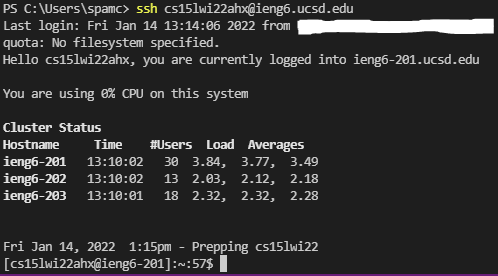 PS C:\Users\spamc> ssh cs15lwi22ahx@ieng6.ucsd.edu
Last login: Fri Jan 14 13:14:06 2022 from
quota: No filesystem specified.
Hello cs15lwi22ahx, you are currently logged into ieng6-201.ucsd.edu
You are using 0% CPU on this system
Cluster Status
Hostname Time #Users Load Averages
ieng6-201 13:10:02 30 3.84, 3.77, 3.49
ieng6-202 13:10:02 13 2.03, 2.12, 2.18
ieng6-203 13:10:01 18 2.32, 2.32, 2.28
Fri Jan 14, 2022 1:15pm - Prepping cs15lwi22
[cs15lwi22ahx@ieng6-201]:~:57$